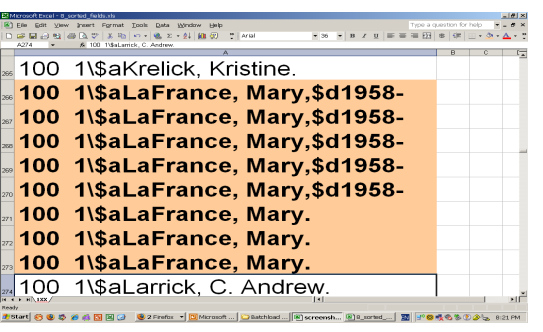 Microsoft Excel - 8_sorted_fields.xls
File Edit View Insert Format Tools Data Window Help Type a question for help
Arial 36 B I U
A274 100 1\$aLarrick, C. Andrew.
A B C
265 100 1\$aKrelick, Kristine.
266 100 1\$aLaFrance, Mary,$d1958-
267 100 1\$aLaFrance, Mary,$d1958-
268 100 1\$aLaFrance, Mary,$d1958-
269 100 1\$aLaFrance, Mary,$d1958-
270 100 1\$aLaFrance, Mary,$d1958-
271 100 1\$aLaFrance, Mary.
272 100 1\$aLaFrance, Mary.
273 100 1\$aLaFrance, Mary.
274 100 1\$aLarrick, C. Andrew.
1XX
Ready
Start 2 Firefox Microsoft ... Batchload ... screensh... 8_sorted_... 8:21 PM